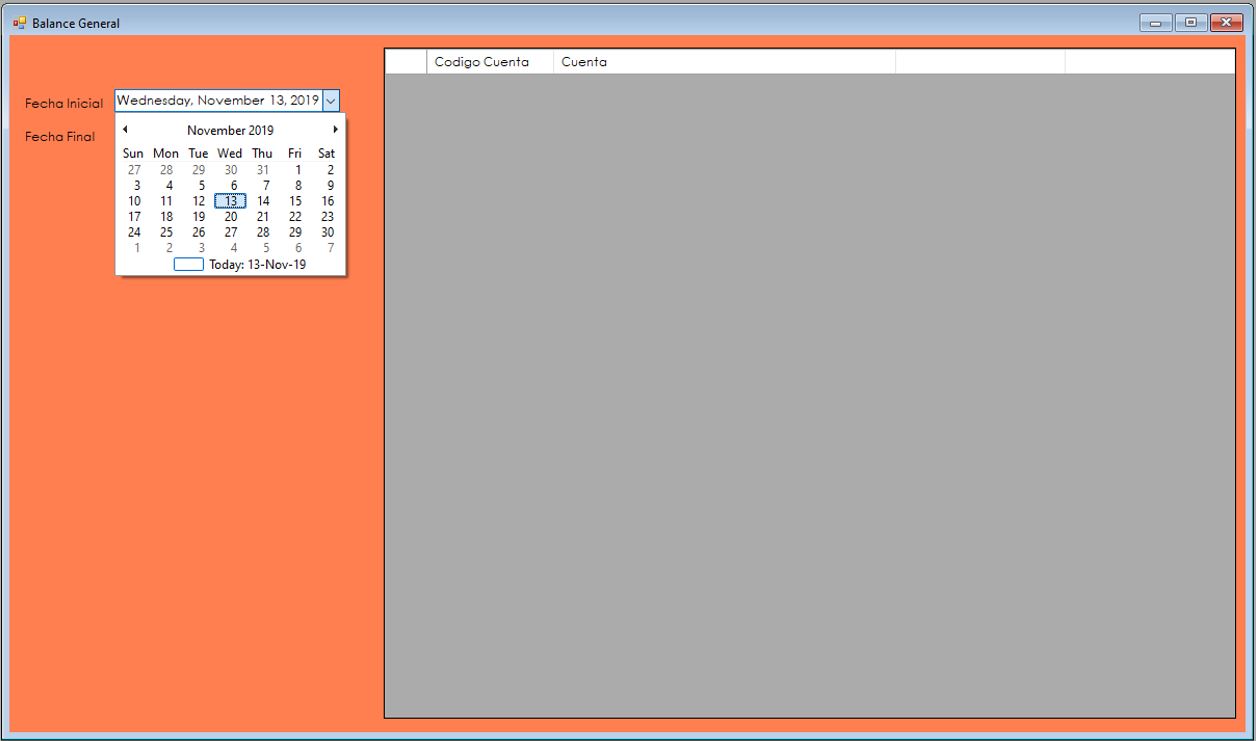 Balance General
Codigo Cuenta Cuenta
Fecha Inicial Wednesday, November 13, 2019
Fecha Final
November 2019
Sun Mon Tue Wed Thu Fri Sat
27 28 29 30 31 1 2
3 4 5 6 7 8 9
10 11 12 13 14 15 16
17 18 19 20 21 22 23
24 25 26 27 28 29 30
1 2 3 4 5 6 7
Today: 13-Nov-19